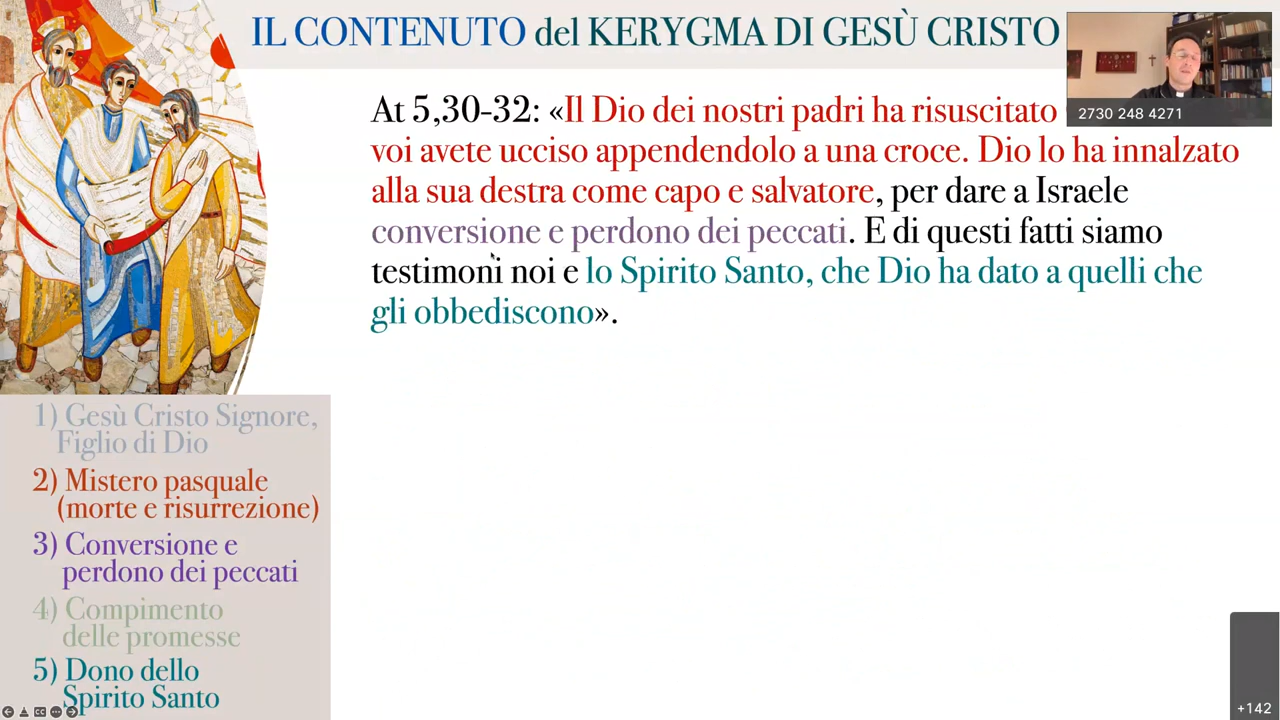 IL CONTENUTO del KERYGMA DI GESÙ CRISTO
2730 248 4271
At 5,30-32: «Il Dio dei nostri padri ha risuscitato
voi avete ucciso appendendolo a una croce. Dio lo ha innalzato
alla sua destra come capo e salvatore, per dare a Israele
conversione e perdono dei peccati. E di questi fatti siamo
testimoni noi e lo Spirito Santo, che Dio ha dato a quelli che
gli obbediscono».
1) Gesù Cristo Signore,
Figlio di Dio
2) Mistero pasquale
(morte e risurrezione)
3) Conversione e
perdono dei peccati
4) Compimento
delle promesse
5) Dono dello
Spirito Santo
+142